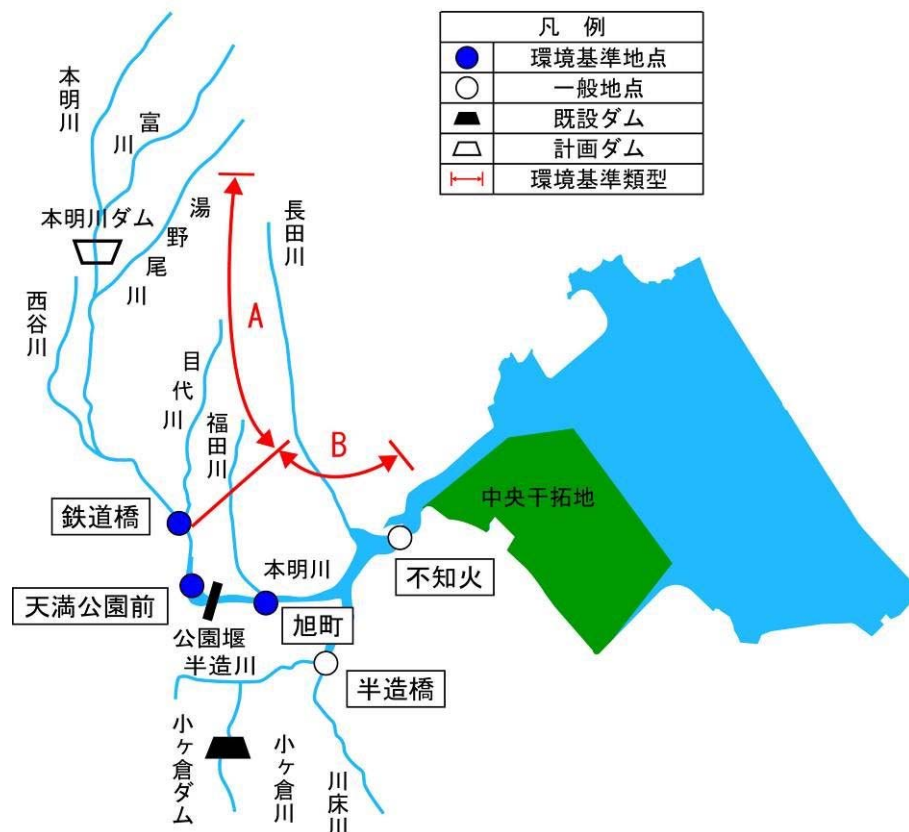 凡 例
環境基準地点
一般地点
既設ダム
計画ダム
環境基準類型
本明川
富川
湯野尾川
長田川
本明川ダム
西谷川
A
目代川
福田川
B
中央干拓地
鉄道橋
本明川
不知火
天満公園前
旭町
公園堰
半造川
半造橋
小ヶ倉ダム
小ヶ倉川
川床川